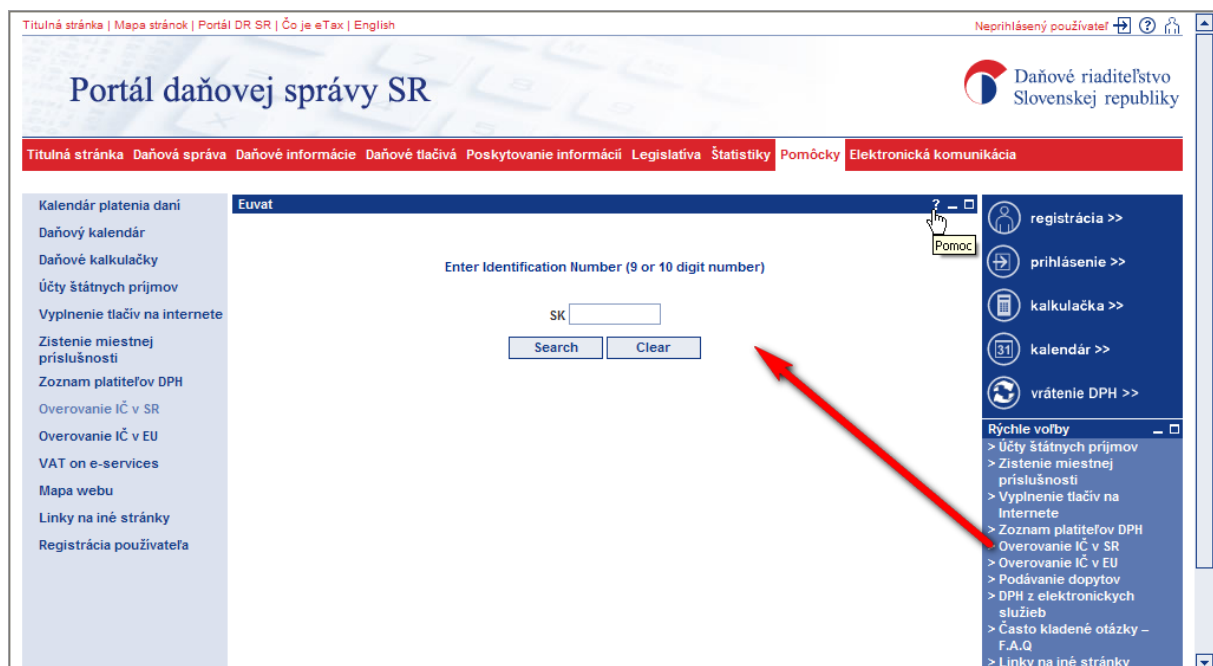 Titulná stránka | Mapa stránok | Portál DR SR | Čo je eTax | English
Neprihlásený používateľ
Portál daňovej správy SR
Daňové riaditeľstvo
Slovenskej republiky
Titulná stránka Daňová správa Daňové informácie Daňové tlačivá Poskytovanie informácií Legislatíva Štatistiky Pomôcky Elektronická komunikácia
Kalendár platenia daní
Daňový kalendár
Daňové kalkulačky
Účty štátnych príjmov
Vyplnenie tlačív na internete
Zistenie miestnej
príslušnosti
Zoznam platiteľov DPH
Overovanie IČ v SR
Overovanie IČ v EU
VAT on e-services
Mapa webu
Linky na iné stránky
Registrácia používateľa
Euvat
?
Pomoc
Enter Identification Number (9 or 10 digit number)
SK
Search Clear
registrácia >>
prihlásenie >>
kalkulačka >>
31 kalendár >>
vrátenie DPH >>
Rýchle voľby
> Účty štátnych príjmov
> Zistenie miestnej
príslušnosti
> Vyplnenie tlačív na
Internete
> Zoznam platiteľov DPH
> Overovanie IČ v SR
> Overovanie IČ v EU
> Podávanie dopytov
> DPH z elektronickych
služieb
> Často kladené otázky –
F.A.Q
> Linky na iné stránky